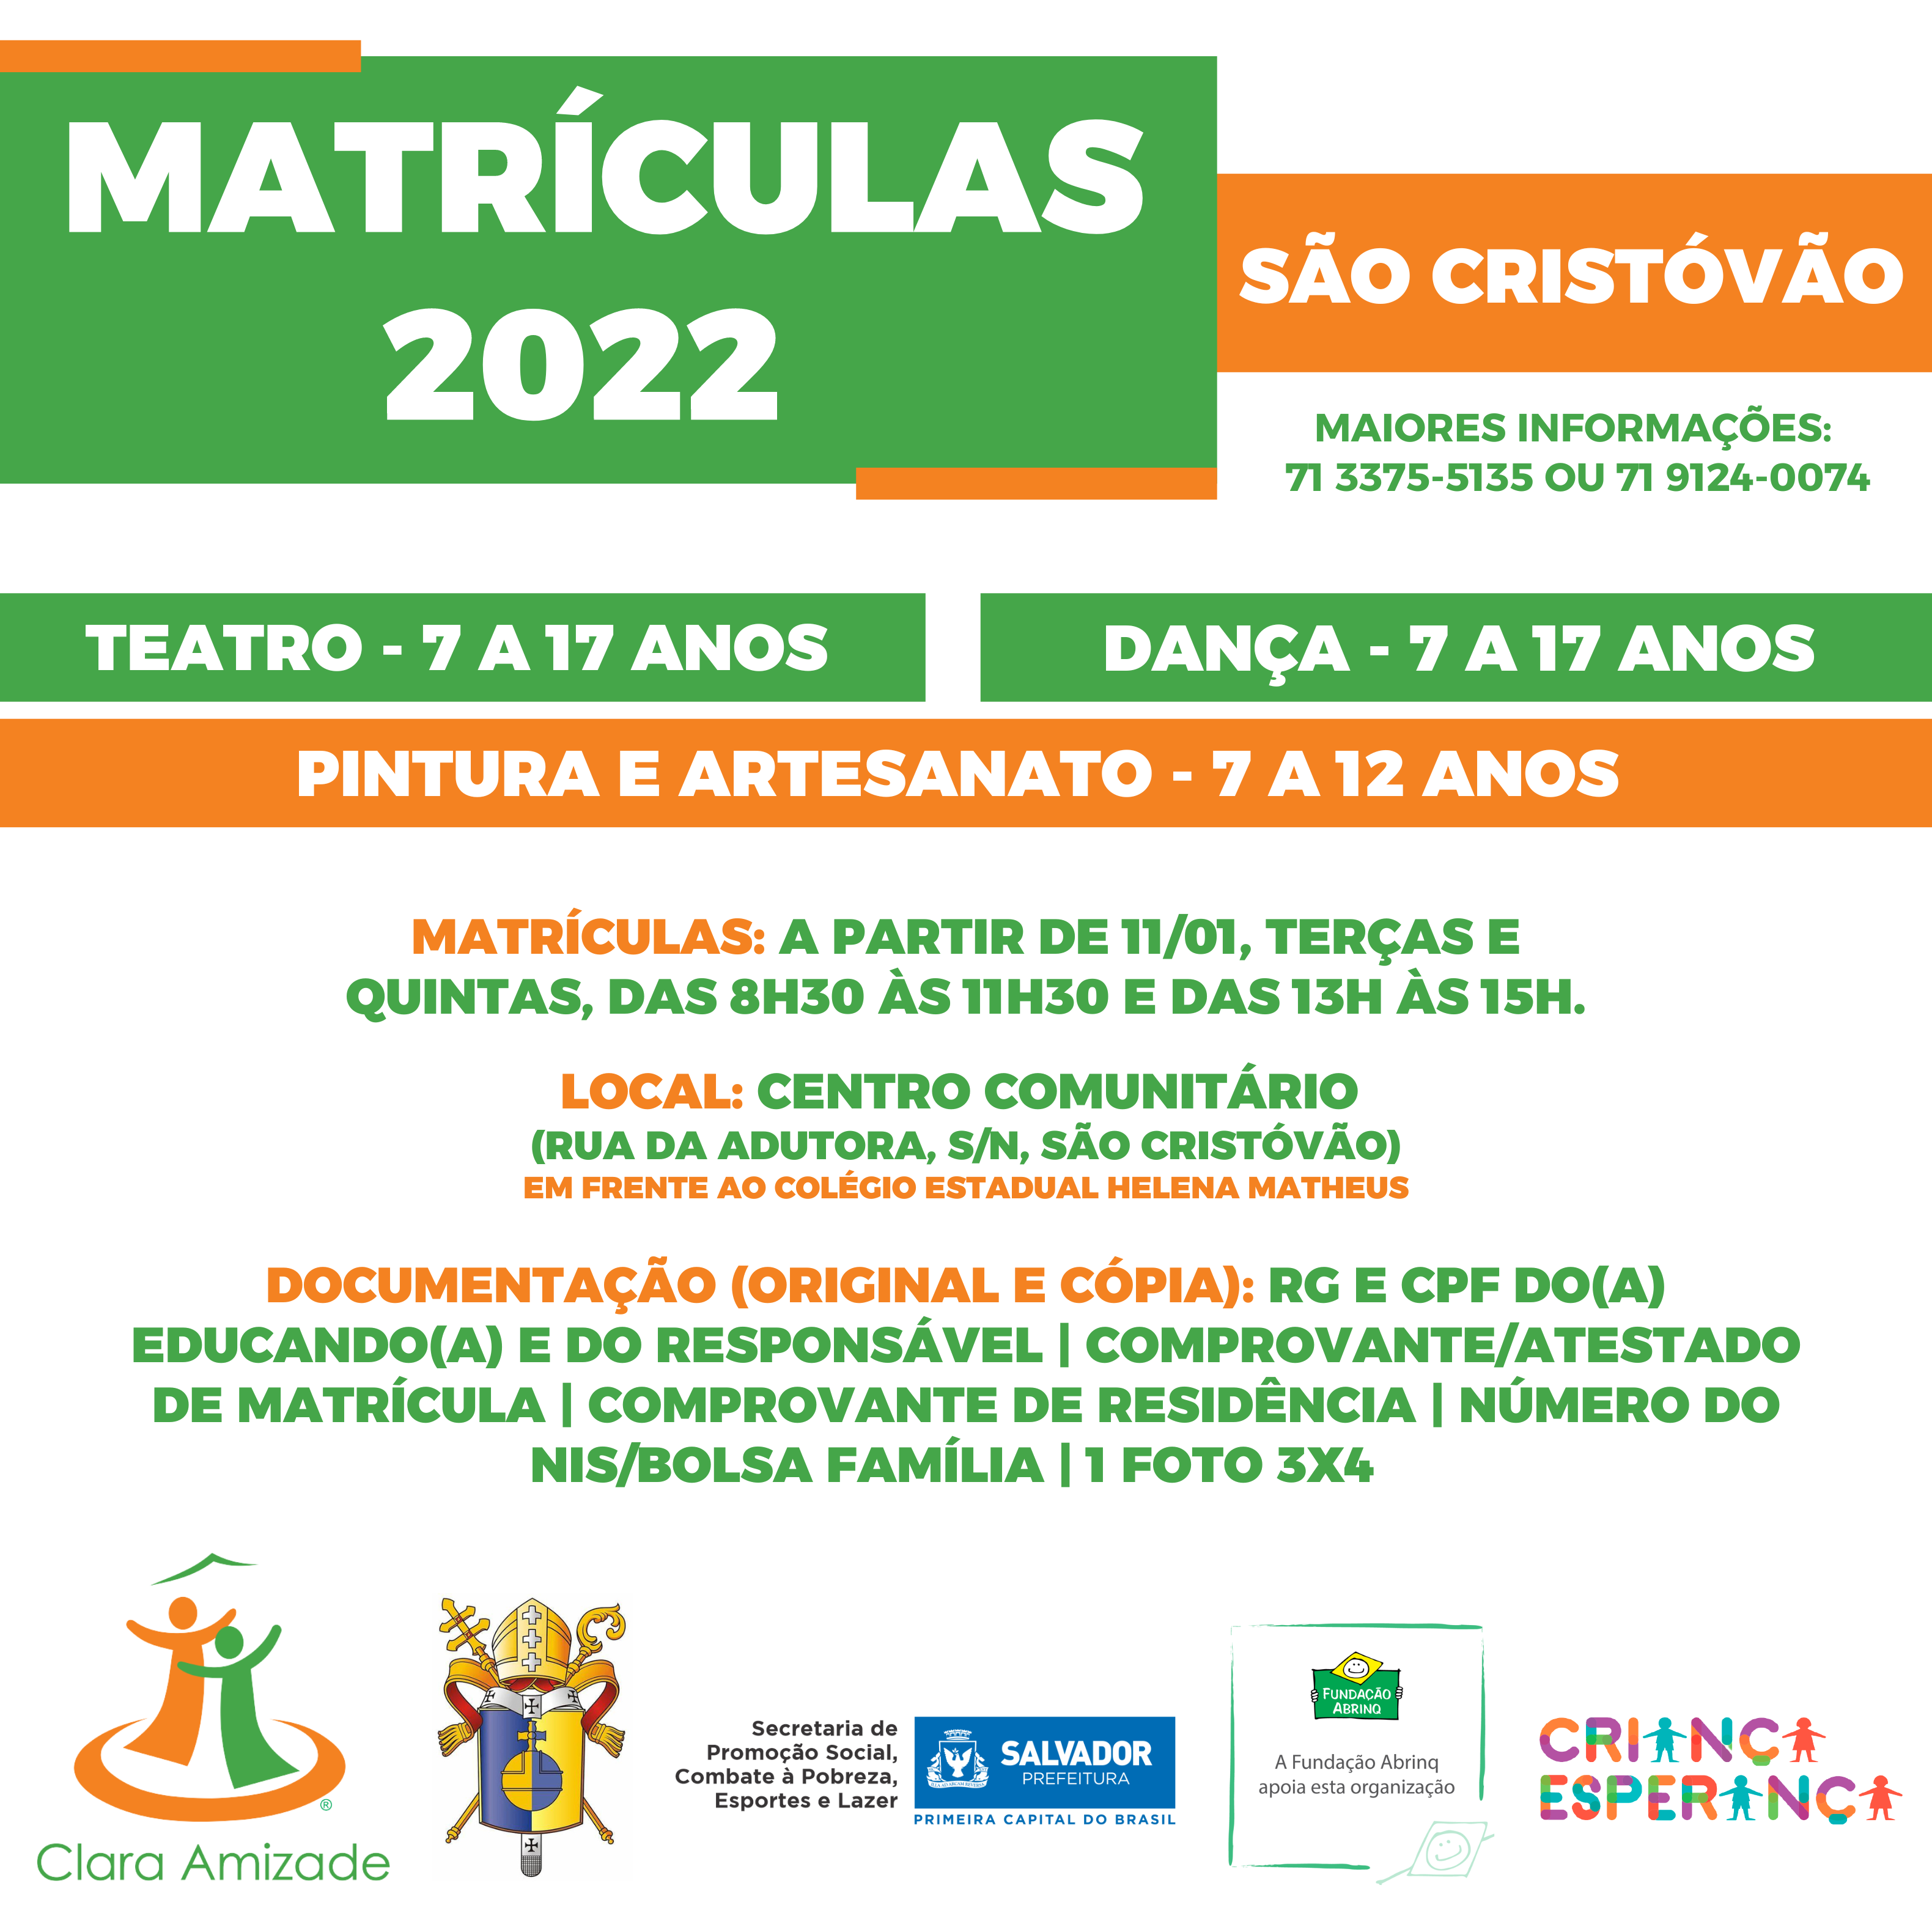 MATRÍCULAS
2022
SÃO CRISTÓVÃO
MAIORES INFORMAÇÕES:
71 3375-5135 OU 71 9124-0074
TEATRO - 7 A 17 ANOS
DANÇA - 7 A 17 ANOS
PINTURA E ARTESANATO - 7 A 12 ANOS
MATRÍCULAS: A PARTIR DE 11/01, TERÇAS E
QUINTAS, DAS 8H30 ÀS 11H30 E DAS 13H ÀS 15H.
LOCAL: CENTRO COMUNITÁRIO
(RUA DA ADUTORA, S/N, SÃO CRISTÓVÃO)
EM FRENTE AO COLÉGIO ESTADUAL HELENA MATHEUS
DOCUMENTAÇÃO (ORIGINAL E CÓPIA): RG E CPF DO(A)
EDUCANDO(A) E DO RESPONSÁVEL | COMPROVANTE/ATESTADO
DE MATRÍCULA | COMPROVANTE DE RESIDÊNCIA | NÚMERO DO
NIS/BOLSA FAMÍLIA | 1 FOTO 3X4
®
Clara Amizade
Secretaria de
Promoção Social,
Combate à Pobreza,
Esportes e Lazer
SALVADOR
PREFEITURA
PRIMEIRA CAPITAL DO BRASIL
FUNDAÇÃO
ABRINQ
A Fundação Abrinq
apoia esta organização
CRIANÇA
ESPERANÇA